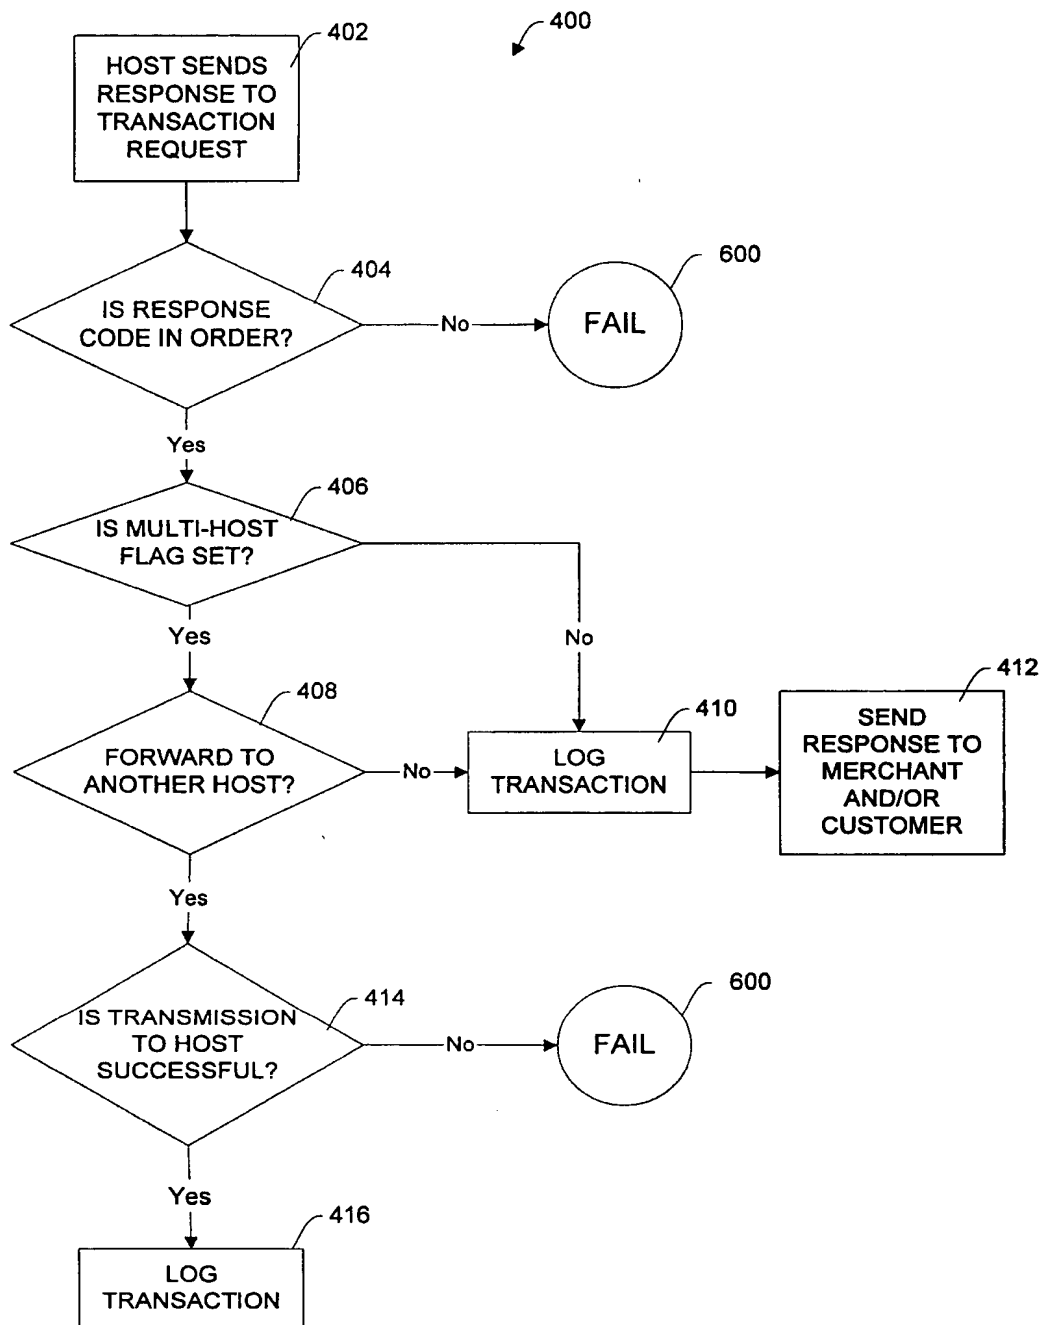 402
400
HOST SENDS
RESPONSE TO
TRANSACTION
REQUEST
404
600
IS RESPONSE
CODE IN ORDER?
No
FAIL
Yes
406
IS MULTI-HOST
FLAG SET?
Yes
No
408
410
412
FORWARD TO
ANOTHER HOST?
No
LOG
TRANSACTION
SEND
RESPONSE TO
MERCHANT
AND/OR
CUSTOMER
Yes
414
600
IS TRANSMISSION
TO HOST
SUCCESSFUL?
No
FAIL
Yes
416
LOG
TRANSACTION